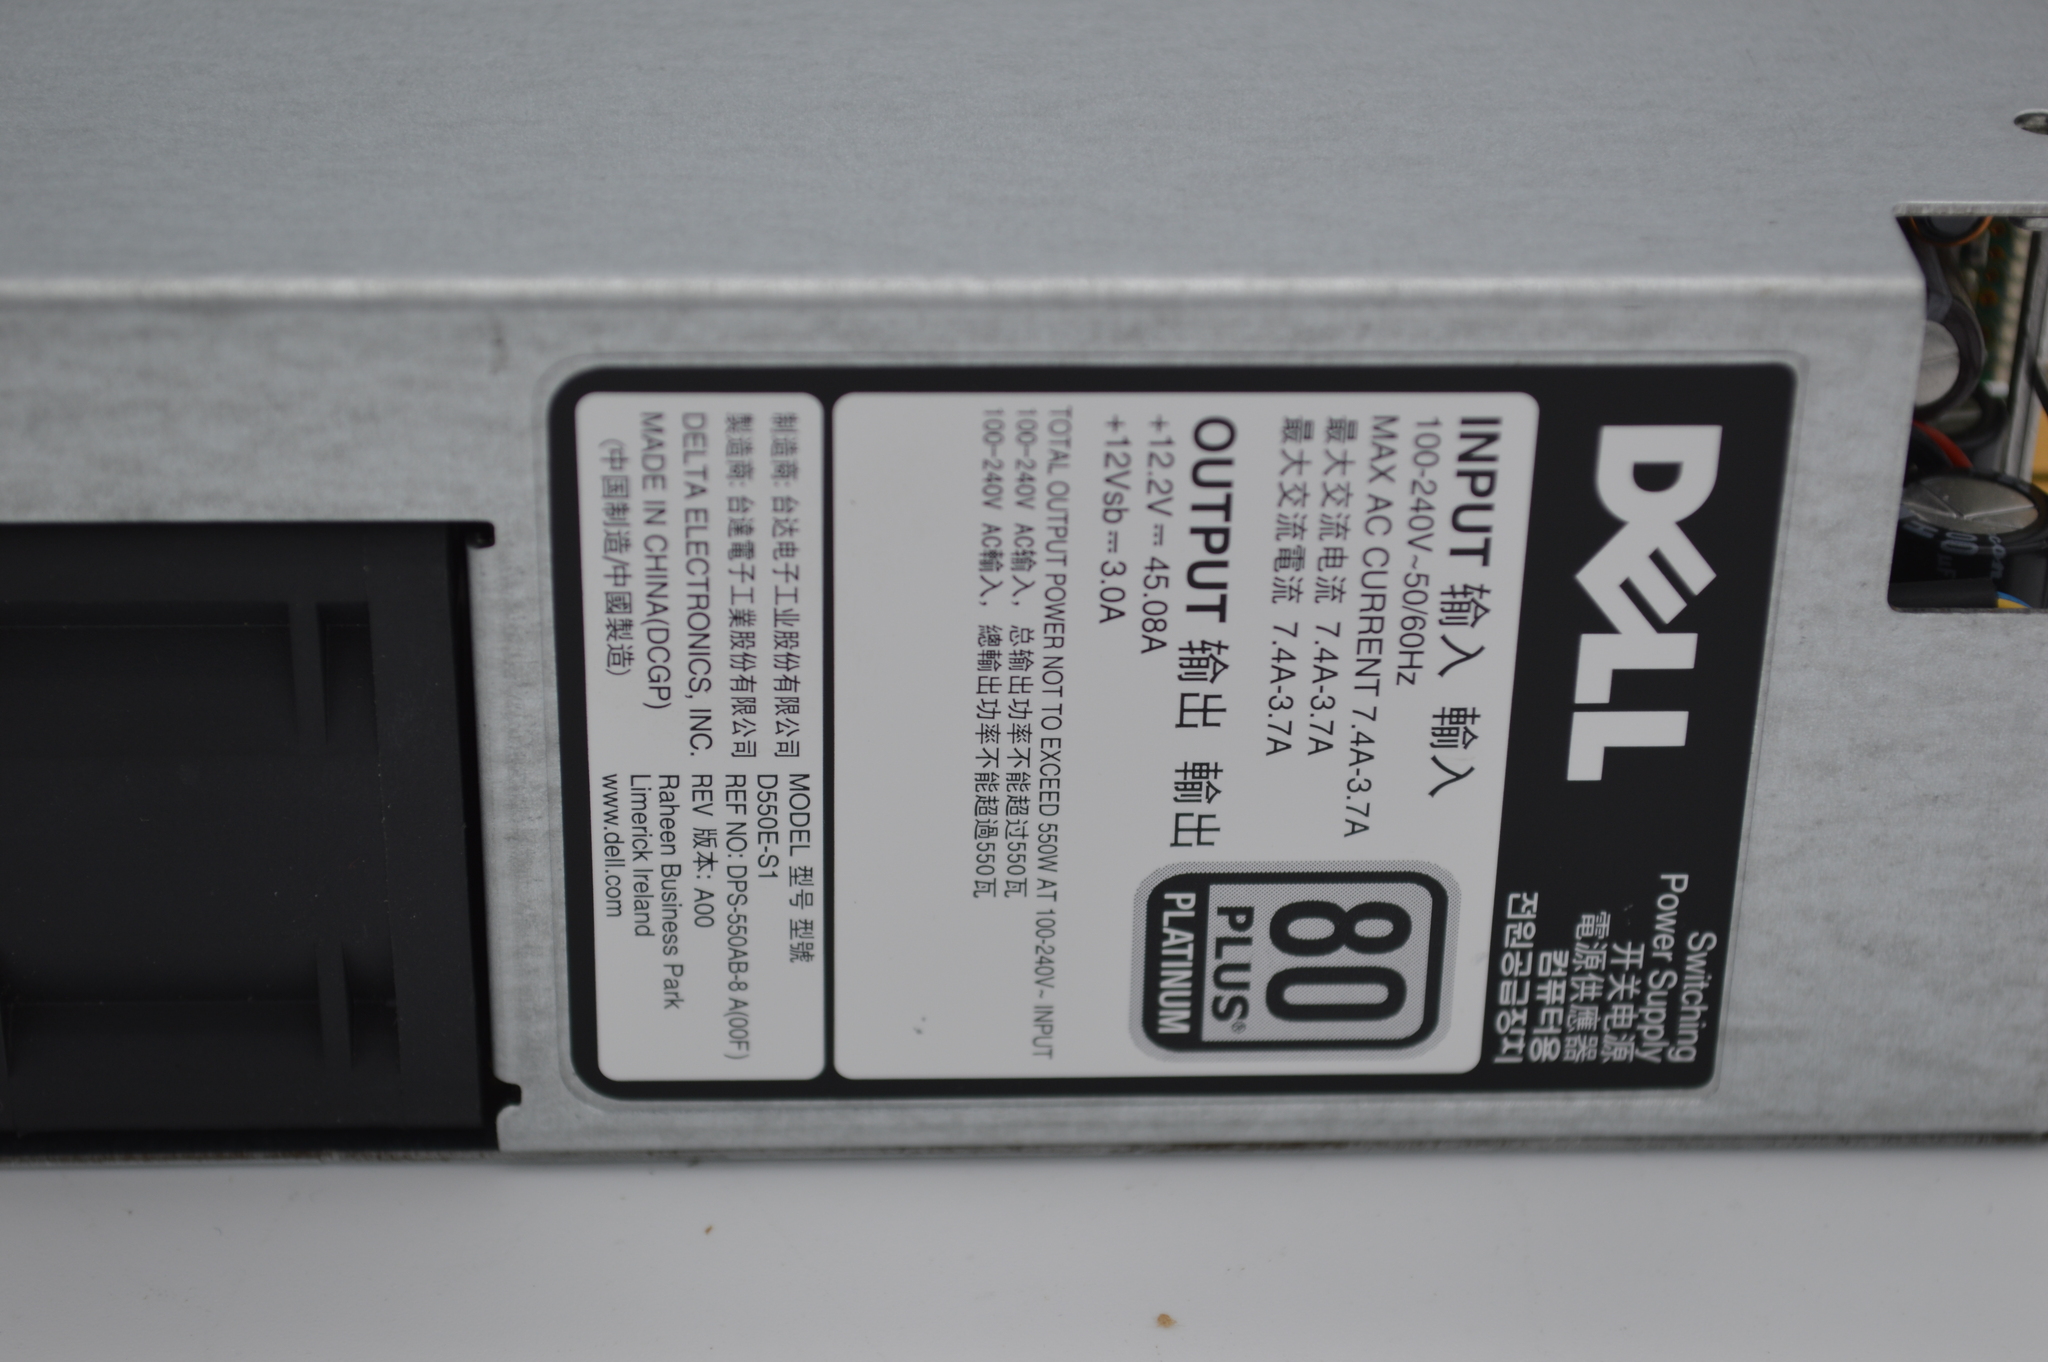 DELL
Switching
Power Supply
开关电源
電源供應器
컴퓨터용
전원공급장치
INPUT 输入 輸入
100-240V~50/60Hz
MAX AC CURRENT 7.4A-3.7A
最大交流电流 7.4A-3.7A
最大交流電流 7.4A-3.7A
OUTPUT 输出 輸出
+12.2V⎓45.08A
+12Vsb⎓3.0A
80
PLUS®
PLATINUM
TOTAL OUTPUT POWER NOT TO EXCEED 550W AT 100-240V~ INPUT
100-240V AC输入，总输出功率不能超过550瓦
100-240V AC輸入，總輸出功率不能超過550瓦
制造商: 台达电子工业股份有限公司
製造商: 台達電子工業股份有限公司
DELTA ELECTRONICS, INC.
MADE IN CHINA(DCGP)
(中国制造/中國製造)
MODEL 型号 型號
D550E-S1
REF NO: DPS-550AB-8 A(00F)
REV 版本: A00
Raheen Business Park
Limerick Ireland
www.dell.com